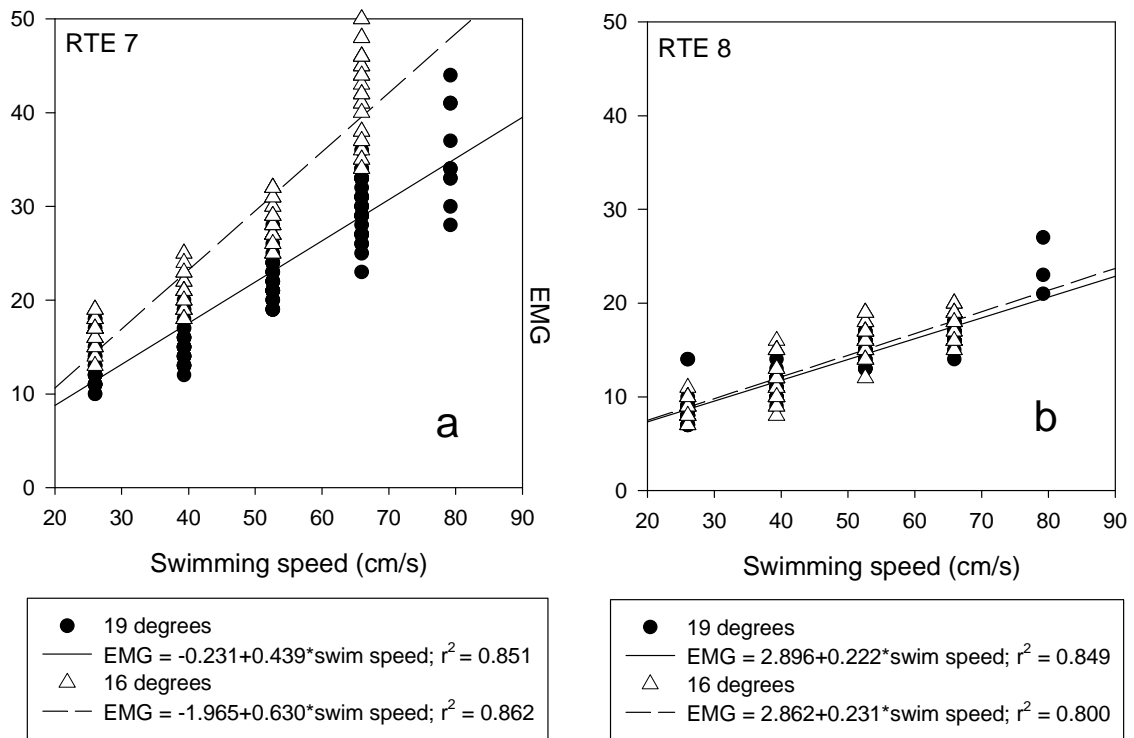 RTE 7
50
40
30
20
10
0
20 30 40 50 60 70 80 90
Swimming speed (cm/s)
a
19 degrees
EMG = -0.231+0.439*swim speed; r² = 0.851
16 degrees
EMG = -1.965+0.630*swim speed; r² = 0.862
RTE 8
EMG
50
40
30
20
10
0
20 30 40 50 60 70 80 90
Swimming speed (cm/s)
b
19 degrees
EMG = 2.896+0.222*swim speed; r² = 0.849
16 degrees
EMG = 2.862+0.231*swim speed; r² = 0.800